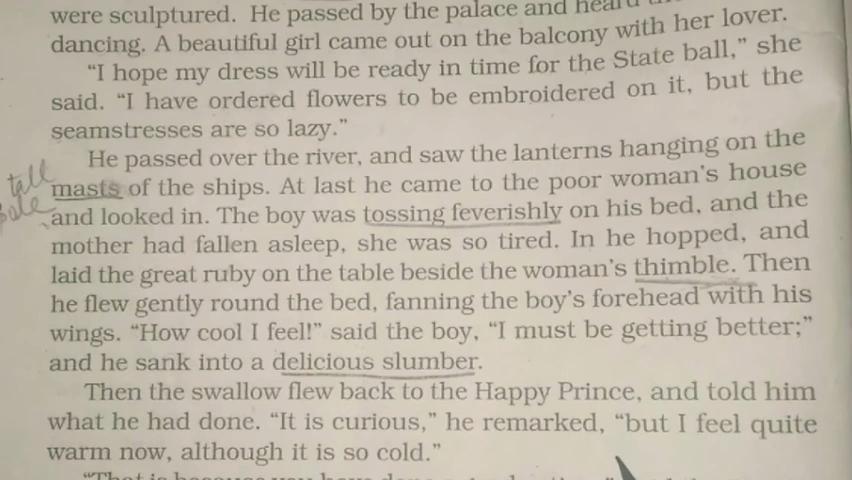 were sculptured. He passed by the palace and heard
dancing. A beautiful girl came out on the balcony with her lover.
“I hope my dress will be ready in time for the State ball,” she
said. “I have ordered flowers to be embroidered on it, but the
seamstresses are so lazy.”
He passed over the river, and saw the lanterns hanging on the
tall
masts of the ships. At last he came to the poor woman's house
and looked in. The boy was tossing feverishly on his bed, and the
mother had fallen asleep, she was so tired. In he hopped, and
laid the great ruby on the table beside the woman's thimble. Then
he flew gently round the bed, fanning the boy's forehead with his
wings. “How cool I feel!” said the boy, “I must be getting better;”
and he sank into a delicious slumber.
Then the swallow flew back to the Happy Prince, and told him
what he had done. “It is curious,” he remarked, “but I feel quite
warm now, although it is so cold.”